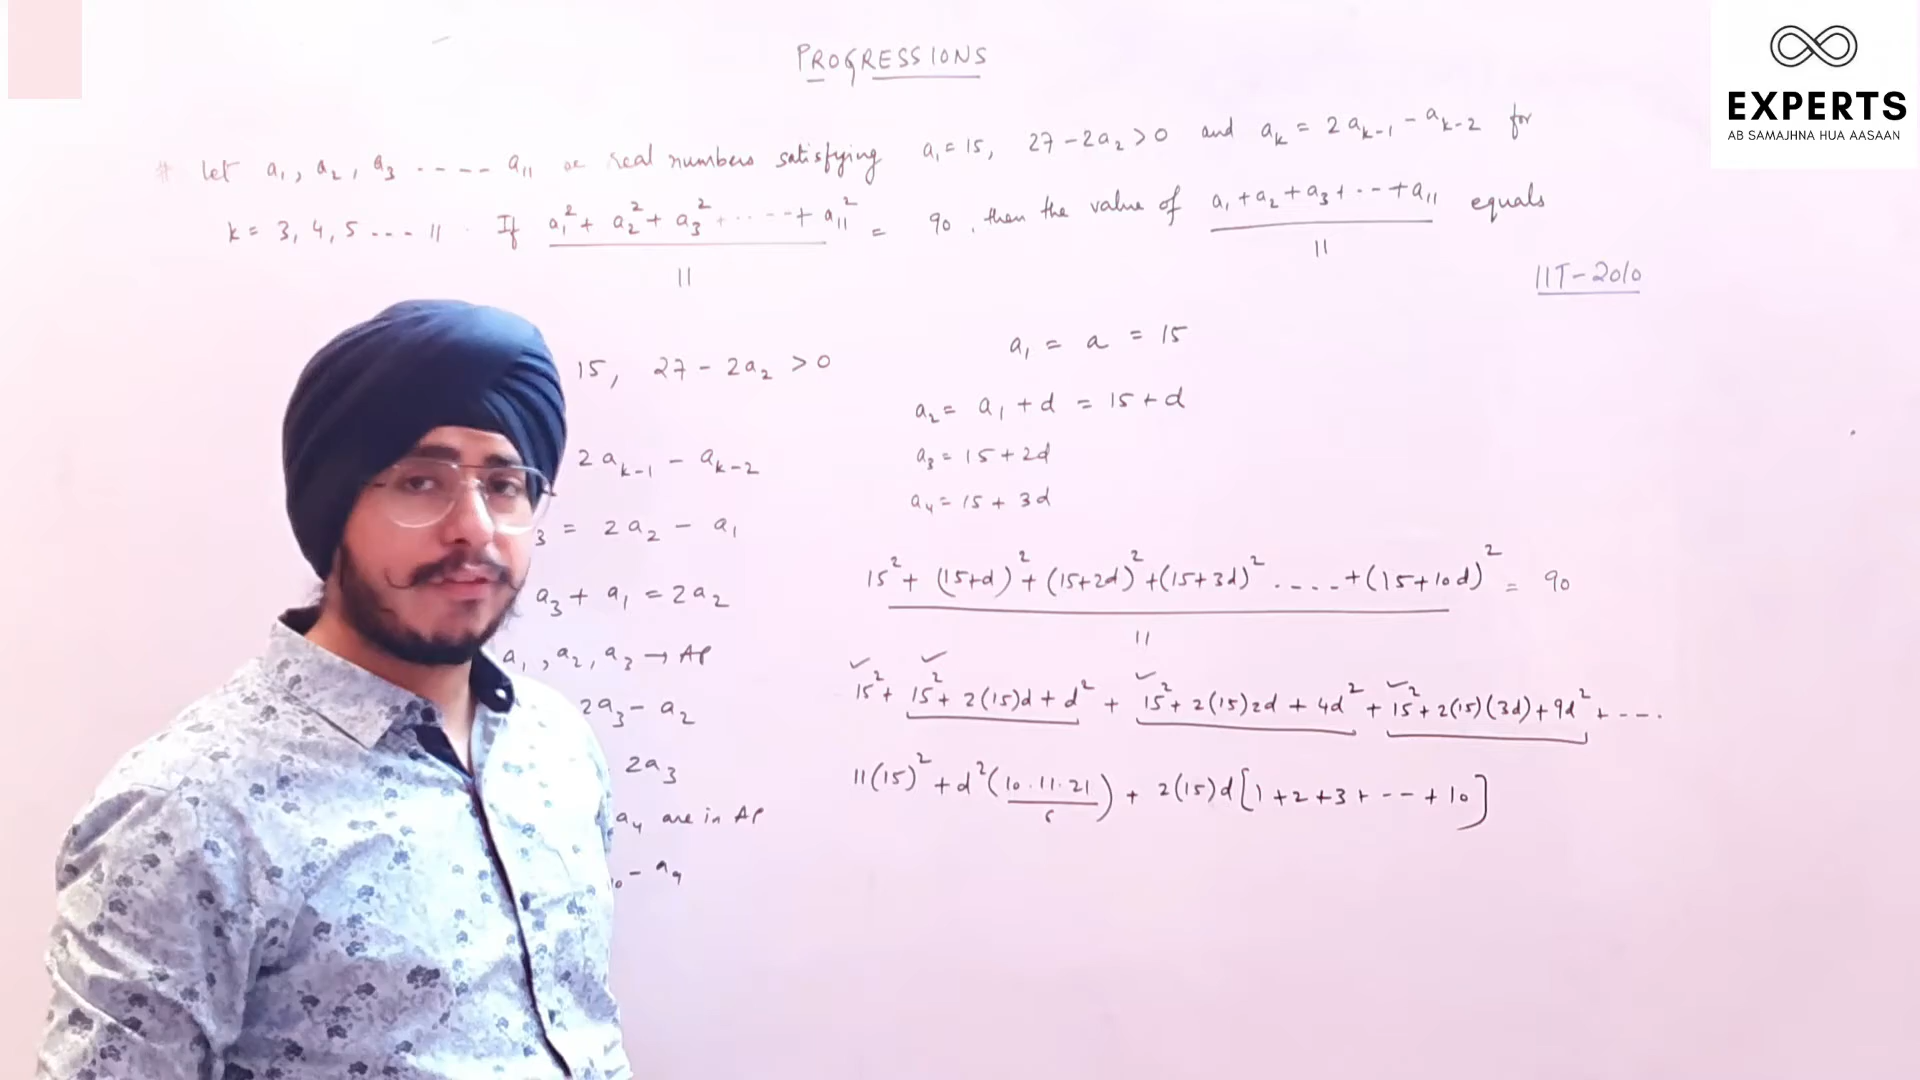 PROGRESSIONS
EXPERTS
AB SAMAJHNA HUA AASAAN
# Let a₁, a₂, a₃ ----- a₁₁ be real numbers satisfying a₁ = 15, 27 - 2a₂ > 0 and aₖ = 2aₖ₋₁ - aₖ₋₂ for
k = 3, 4, 5 --- 11 . If (a₁² + a₂² + a₃² + ----- + a₁₁²)/11 = 90, then the value of (a₁ + a₂ + a₃ + --- + a₁₁)/11 equals
IIT-2010
15, 27 - 2a₂ > 0
2aₖ₋₁ - aₖ₋₂
3 = 2a₂ - a₁
a₃ + a₁ = 2a₂
a₁, a₂, a₃ → AP
2a₃ - a₂
2a₃
a₄ are in AP
- a₉
a₁ = a = 15
a₂ = a₁ + d = 15 + d
a₃ = 15 + 2d
a₄ = 15 + 3d
(15² + (15+d)² + (15+2d)² + (15+3d)² ..... + (15+10d)²)/11 = 90
15² + 15² + 2(15)d + d² + 15² + 2(15)2d + 4d² + 15² + 2(15)(3d) + 9d² + ---.
11(15)² + d²(10.11.21/6) + 2(15)d[1+2+3+ -- + 10]